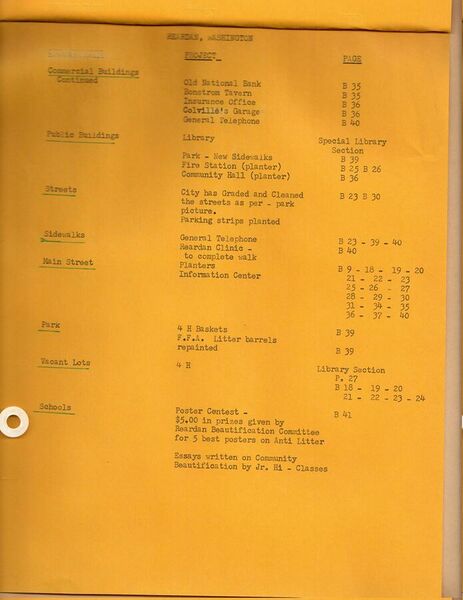 REARDAN, WASHINGTON
PROJECT PAGE
Commercial Buildings
Continued
Old National Bank B 35
Bonstrom Tavern B 35
Insurance Office B 36
Colville's Garage B 36
General Telephone B 40
Public Buildings Library Special Library
Section
Park - New Sidewalks B 39
Fire Station (planter) B 25 B 26
Community Hall (planter) B 36
Streets City has Graded and Cleaned B 23 B 30
the streets as per - park
picture.
Parking strips planted
Sidewalks General Telephone B 23 - 39 - 40
Reardan Clinic - B 40
to complete walk
Main Street Planters B 9 - 18 - 19 - 20
Information Center 21 - 22 - 23
25 - 26 - 27
28 - 29 - 30
31 - 34 - 35
36 - 37 - 40
Park 4 H Baskets B 39
F.F.A. Litter barrels
repainted B 39
Vacant Lots 4 H Library Section
P. 27
B 18 - 19 - 20
21 - 22 - 23 - 24
Schools Poster Contest - B 41
$5.00 in prizes given by
Reardan Beautification Committee
for 5 best posters on Anti Litter
Essays written on Community
Beautification by Jr. Hi - Classes